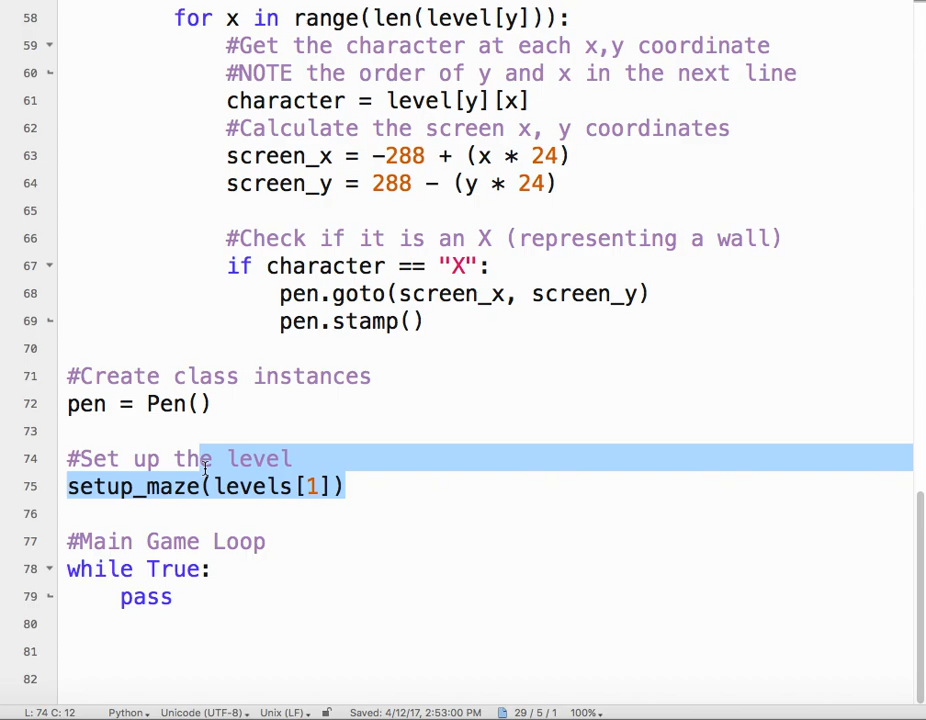 58 for x in range(len(level[y])):
59 #Get the character at each x,y coordinate
60 #NOTE the order of y and x in the next line
61 character = level[y][x]
62 #Calculate the screen x, y coordinates
63 screen_x = -288 + (x * 24)
64 screen_y = 288 - (y * 24)
65
66 #Check if it is an X (representing a wall)
67 if character == "X":
68 pen.goto(screen_x, screen_y)
69 pen.stamp()
70
71 #Create class instances
72 pen = Pen()
73
74 #Set up the level
75 setup_maze(levels[1])
76
77 #Main Game Loop
78 while True:
79 pass
80
81
82
L: 74 C: 12 Python Unicode (UTF-8) Unix (LF) Saved: 4/12/17, 2:53:00 PM 29 / 5 / 1 100%